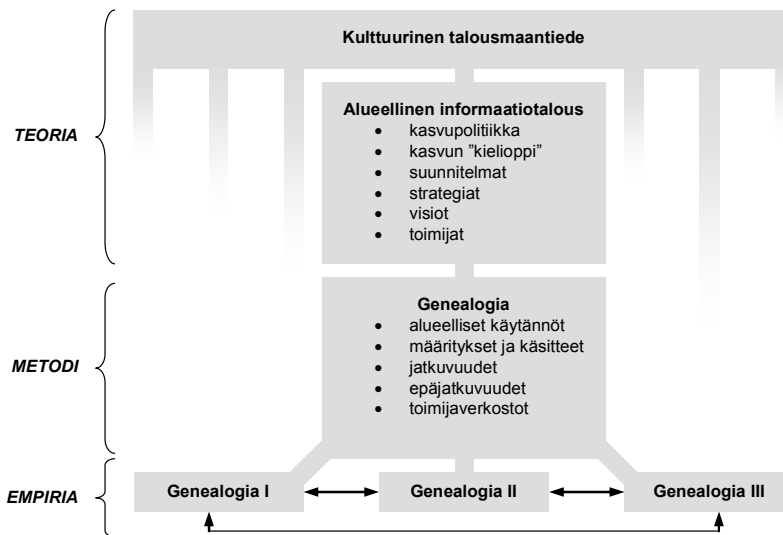 Kulttuurinen talousmaantiede
TEORIA
Alueellinen informaatiotalous
• kasvupolitiikka
• kasvun ”kielioppi”
• suunnitelmat
• strategiat
• visiot
• toimijat
METODI
Genealogia
• alueelliset käytännöt
• määritykset ja käsitteet
• jatkuvuudet
• epäjatkuvuudet
• toimijaverkostot
EMPIRIA
Genealogia I
Genealogia II
Genealogia III